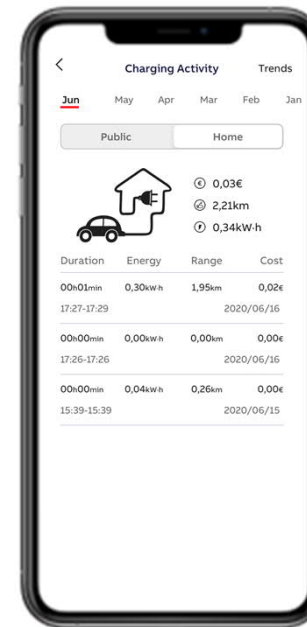 Charging Activity Trends
Jun May Apr Mar Feb Jan
Public Home
0,03€
2,21km
0,34kW·h
Duration Energy Range Cost
00h01min 0,30kW·h 1,95km 0,02€
17:27-17:29 2020/06/16
00h00min 0,00kW·h 0,00km 0,00€
17:26-17:26 2020/06/16
00h00min 0,04kW·h 0,26km 0,00€
15:39-15:39 2020/06/15